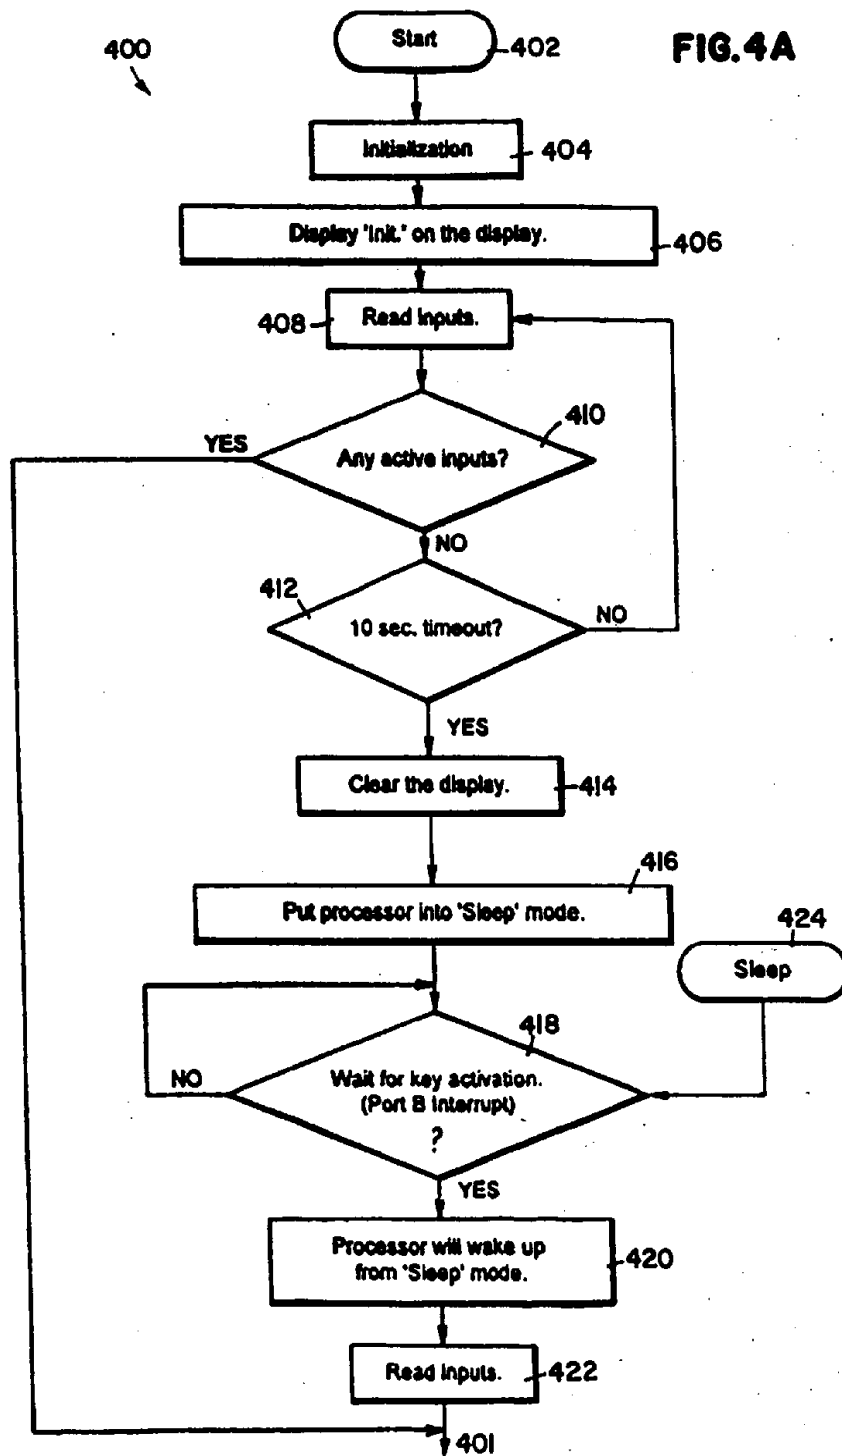 400
Start
402
FIG. 4A
Initialization
404
Display 'Init.' on the display.
406
408
Read Inputs.
410
YES
Any active inputs?
NO
412
10 sec. timeout?
NO
YES
Clear the display.
414
416
Put processor into 'Sleep' mode.
424
Sleep
418
NO
Wait for key activation.
(Port B Interrupt)
?
YES
Processor will wake up
from 'Sleep' mode.
420
Read Inputs.
422
401